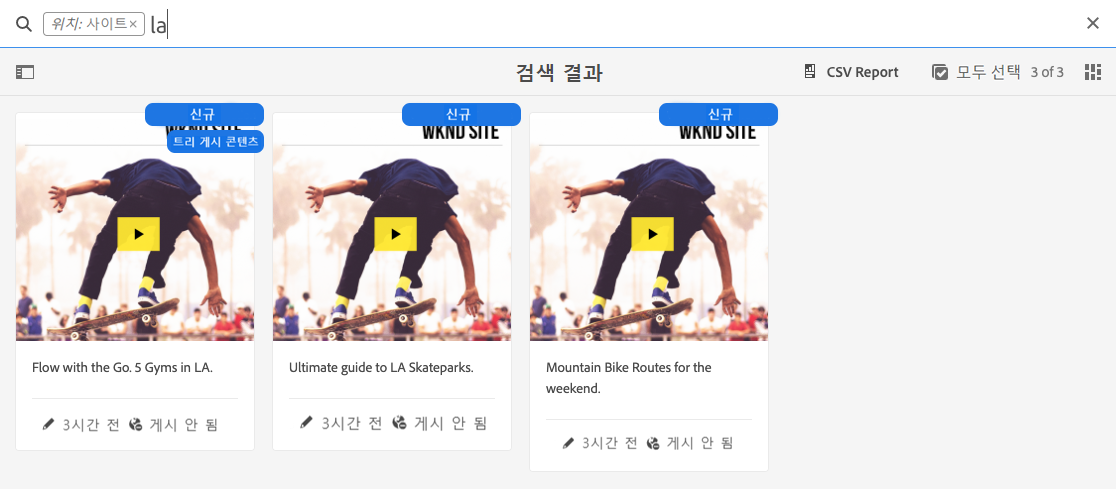 위치: 사이트× la
검색 결과
CSV Report
모두 선택 3 of 3
신규
트리 게시 콘텐츠
Flow with the Go. 5 Gyms in LA.
3시간 전 게시 안 됨
신규
WKND SITE
Ultimate guide to LA Skateparks.
3시간 전 게시 안 됨
신규
WKND SITE
Mountain Bike Routes for the
weekend.
3시간 전 게시 안 됨